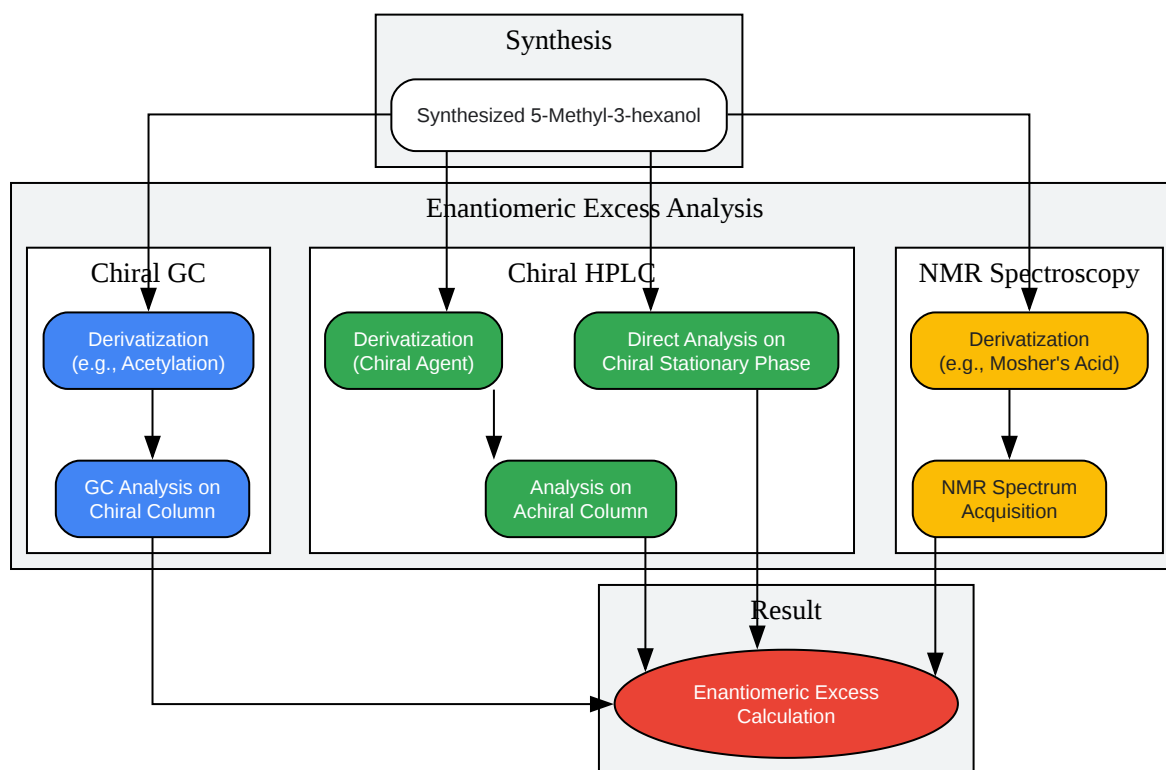 Synthesis
Synthesized 5-Methyl-3-hexanol
Enantiomeric Excess Analysis
Chiral GC
Derivatization
(e.g., Acetylation)
GC Analysis on
Chiral Column
Chiral HPLC
Derivatization
(Chiral Agent)
Direct Analysis on
Chiral Stationary Phase
Analysis on
Achiral Column
NMR Spectroscopy
Derivatization
(e.g., Mosher's Acid)
NMR Spectrum
Acquisition
Result
Enantiomeric Excess
Calculation